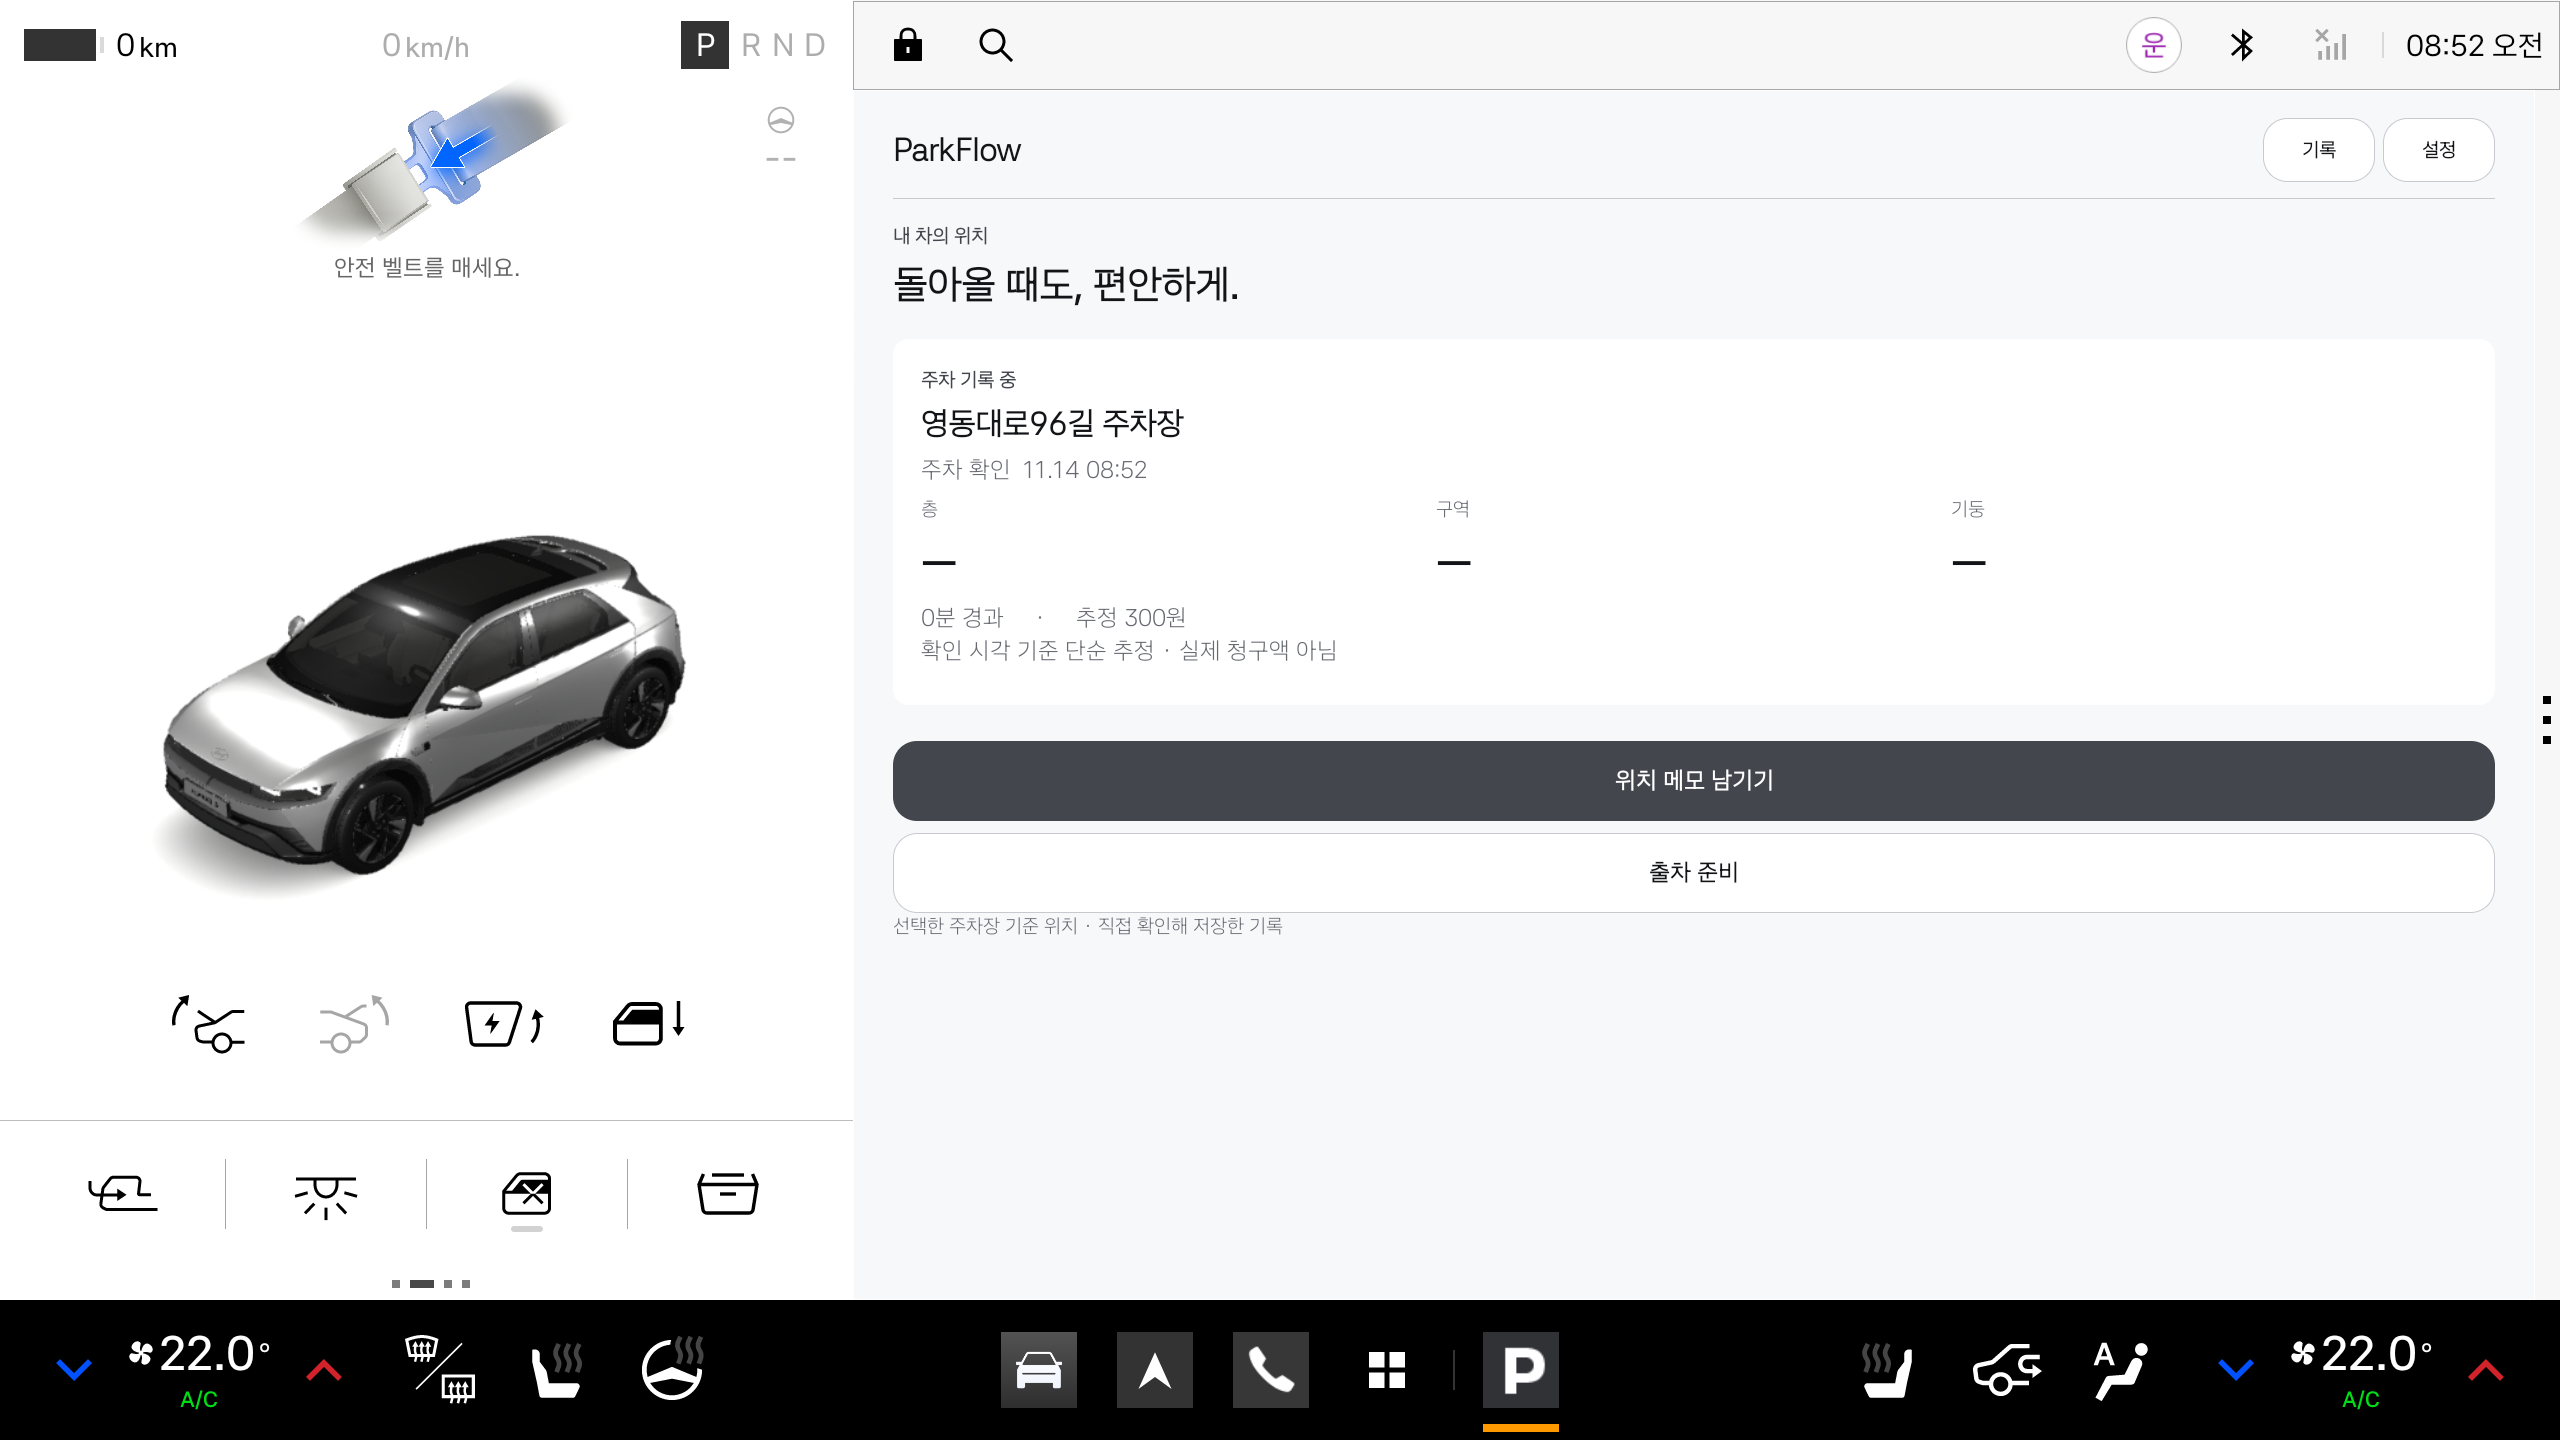 0 km
0 km/h
P R N D
운
08:52 오전
안전 벨트를 매세요.
ParkFlow
기록
설정
내 차의 위치
돌아올 때도, 편안하게.
주차 기록 중
영동대로96길 주차장
주차 확인 11.14 08:52
층
구역
기둥
—
—
—
0분 경과 · 추정 300원
확인 시각 기준 단순 추정 · 실제 청구액 아님
위치 메모 남기기
출차 준비
선택한 주차장 기준 위치 · 직접 확인해 저장한 기록
22.0°
A/C
P
A
22.0°
A/C